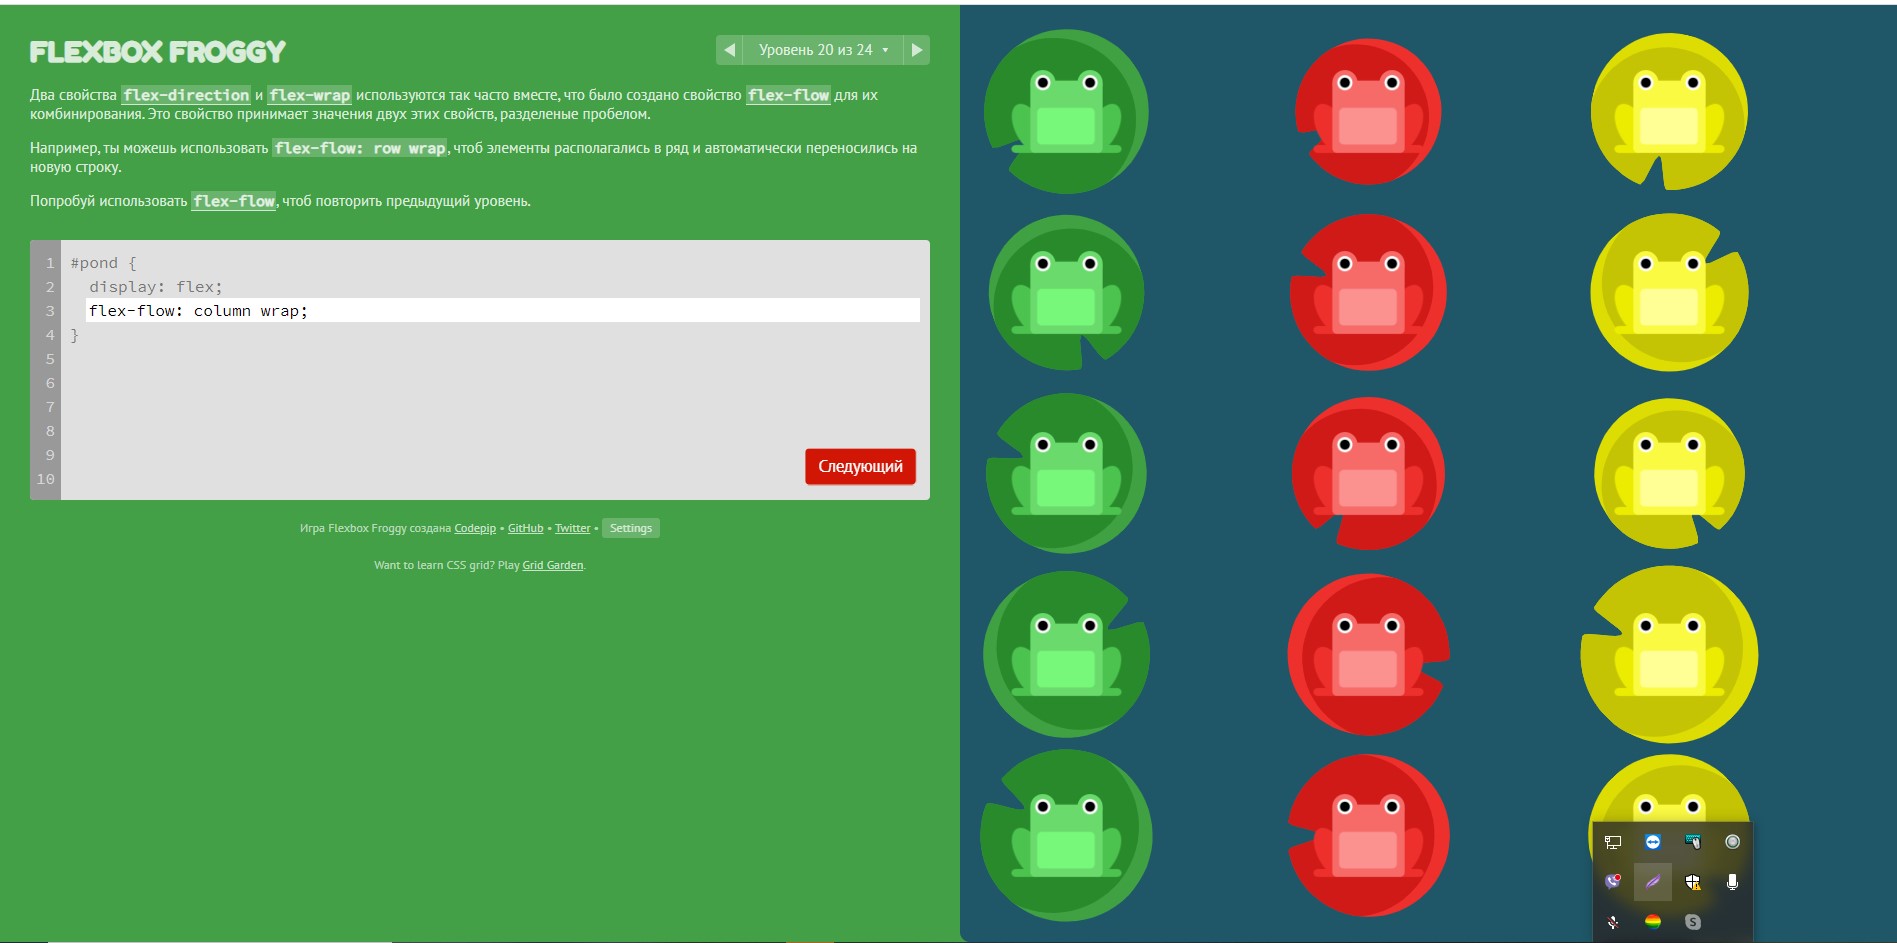 FLEXBOX FROGGY
Уровень 20 из 24
Два свойства flex-direction и flex-wrap используются так часто вместе, что было создано свойство flex-flow для их
комбинирования. Это свойство принимает значения двух этих свойств, разделеные пробелом.
Например, ты можешь использовать flex-flow: row wrap, чтоб элементы располагались в ряд и автоматически переносились на
новую строку.
Попробуй использовать flex-flow, чтоб повторить предыдущий уровень.
1 #pond {
2 display: flex;
3 flex-flow: column wrap;
4 }
5
6
7
8
9
10
Следующий
Игра Flexbox Froggy создана Codepip • GitHub • Twitter • Settings
Want to learn CSS grid? Play Grid Garden.
S